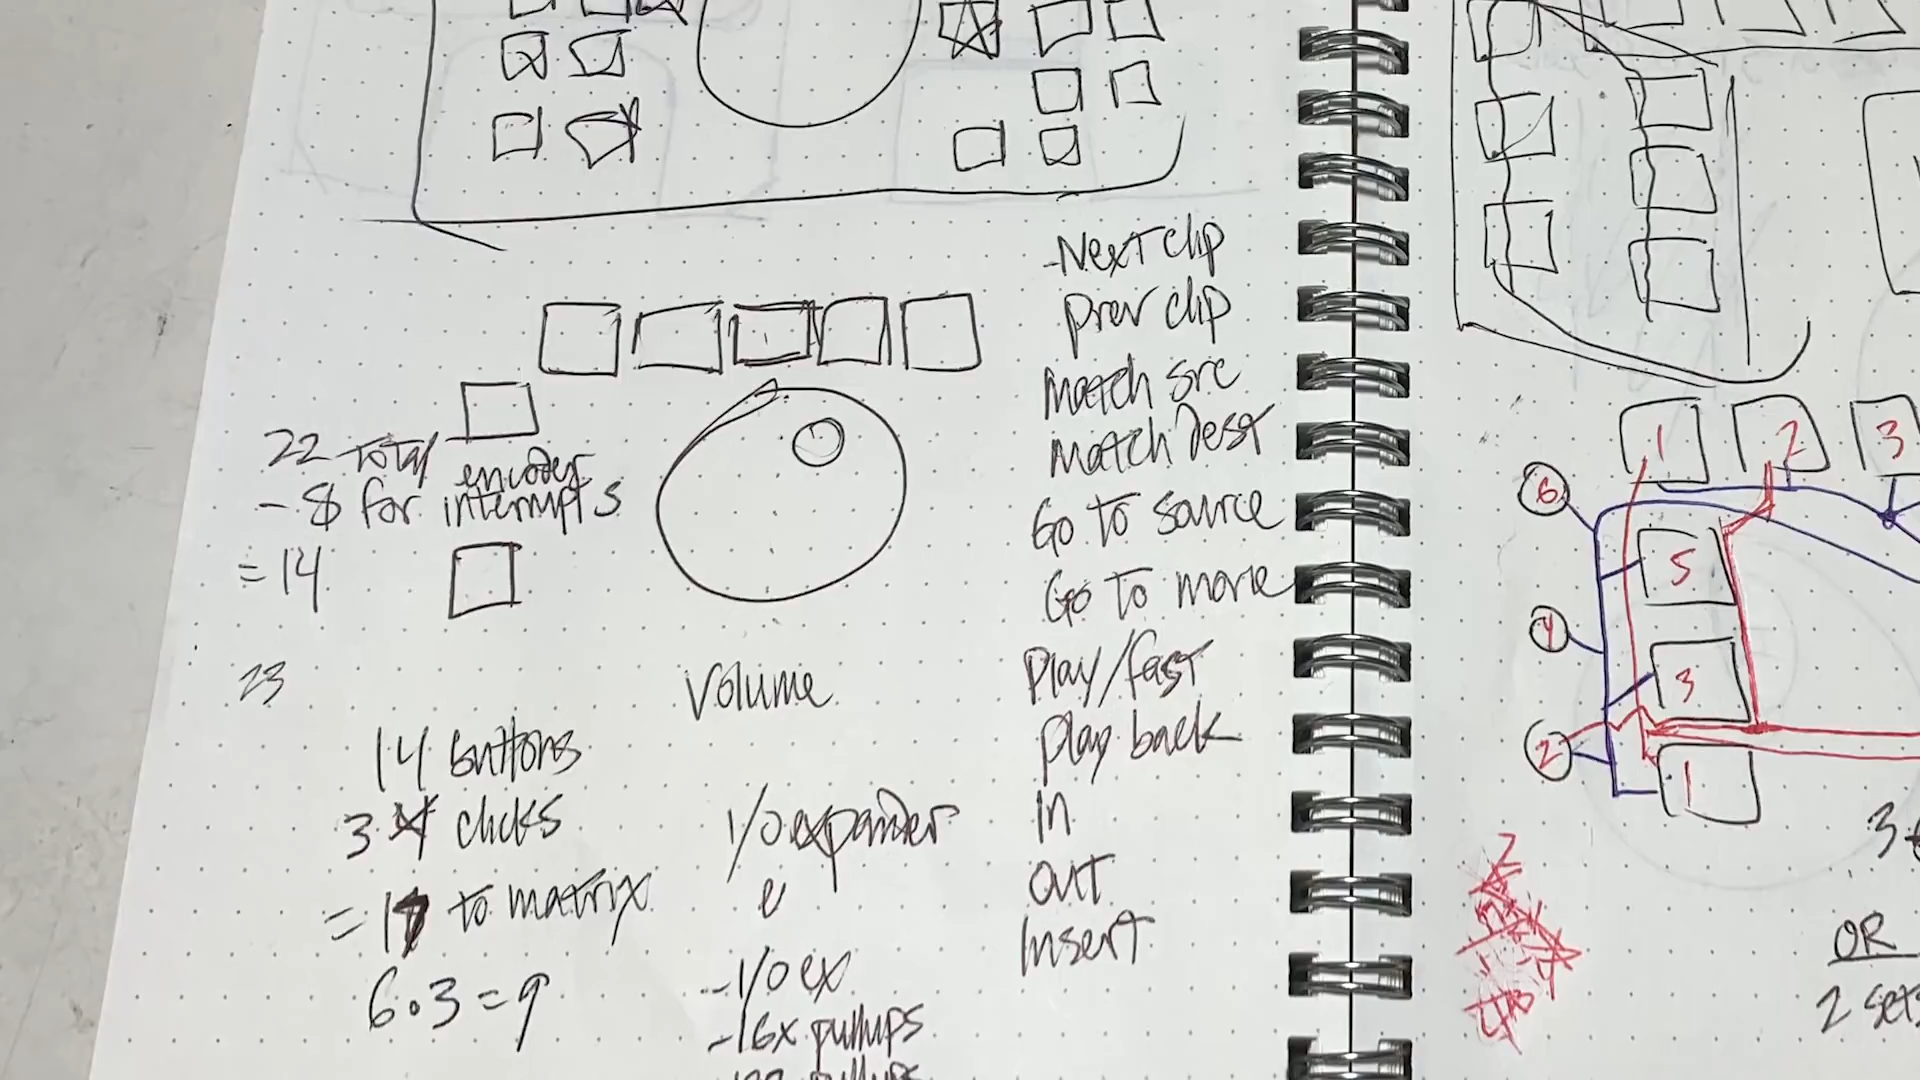 22 Total
encoder
- 8 for interrupts
= 14
23
14 buttons
3 clicks
= 17 to matrix
6 • 3 = 9
Volume
I/O expander
- I/O ex
- 16x pullups
- Next clip
prev clip
Match src
Match Dest
Go to source
Go to movie
Play/fast
Play back
In
Out
Insert
1 2 3
6
5
4
3
2
1
3
2
OR
2 sets